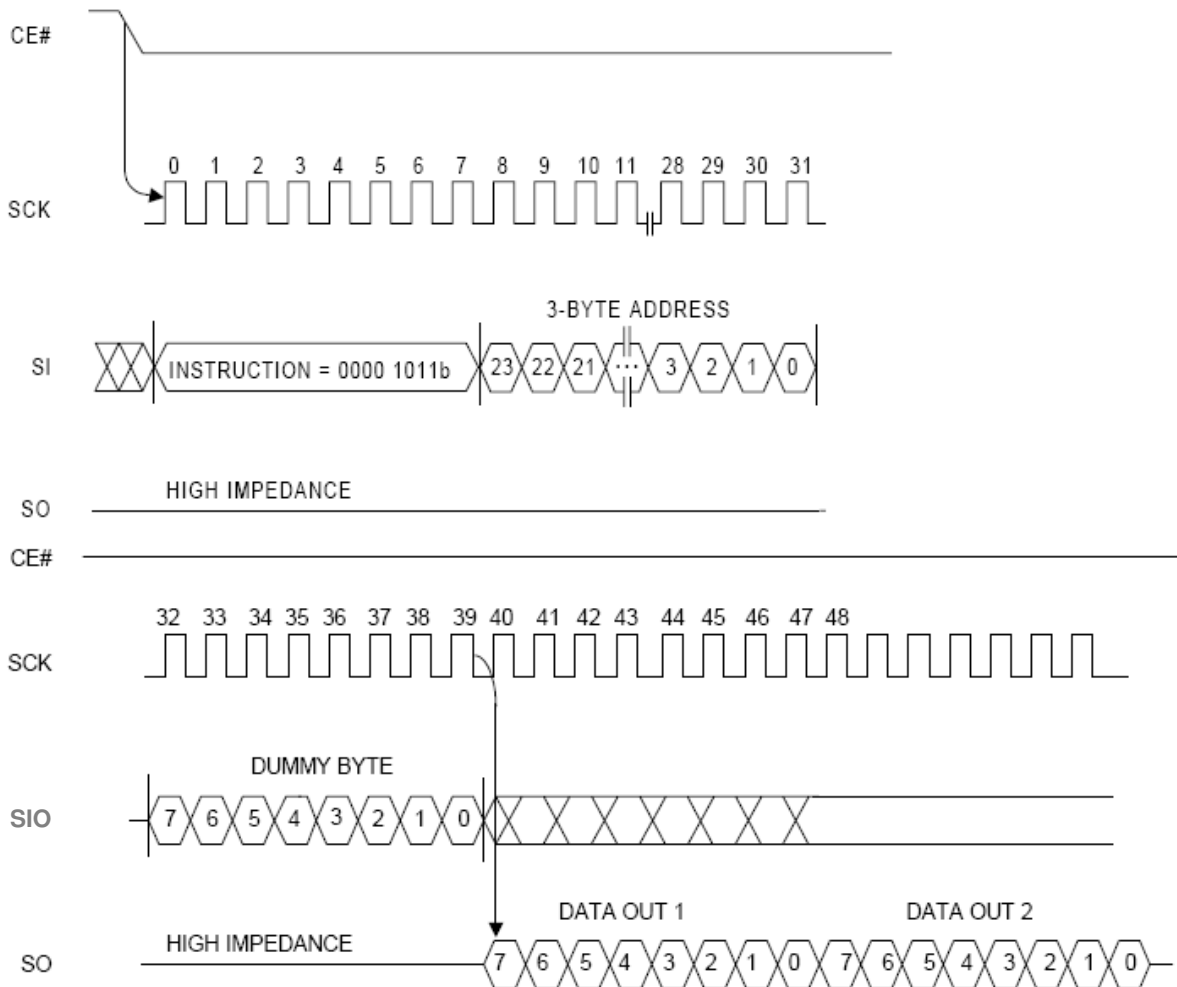 CE#
0 1 2 3 4 5 6 7 8 9 10 11 28 29 30 31
SCK
3-BYTE ADDRESS
SI INSTRUCTION = 0000 1011b 23 22 21 ... 3 2 1 0
HIGH IMPEDANCE
SO
CE#
32 33 34 35 36 37 38 39 40 41 42 43 44 45 46 47 48
SCK
DUMMY BYTE
SIO 7 6 5 4 3 2 1 0
DATA OUT 1 DATA OUT 2
HIGH IMPEDANCE
SO 7 6 5 4 3 2 1 0 7 6 5 4 3 2 1 0